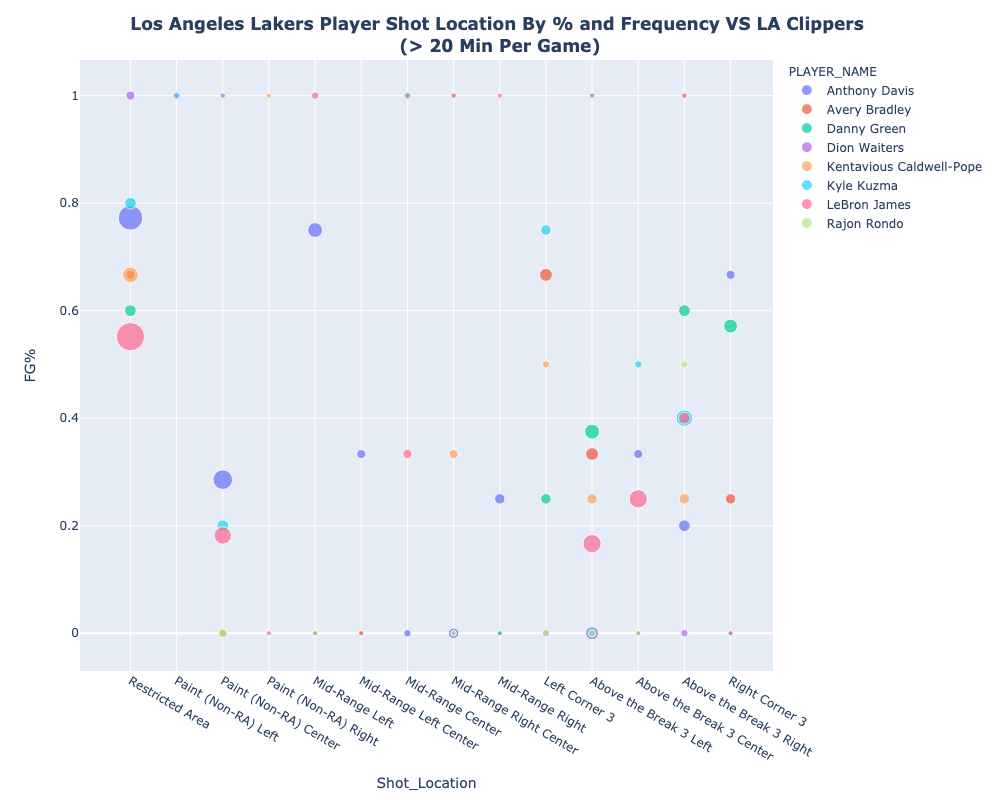 Los Angeles Lakers Player Shot Location By % and Frequency VS LA Clippers
(> 20 Min Per Game)
PLAYER_NAME
Anthony Davis
Avery Bradley
Danny Green
Dion Waiters
Kentavious Caldwell-Pope
Kyle Kuzma
LeBron James
Rajon Rondo
FG%
1
0.8
0.6
0.4
0.2
0
Restricted Area
Paint (Non-RA) Left
Paint (Non-RA) Center
Paint (Non-RA) Right
Mid-Range Left
Mid-Range Left Center
Mid-Range Center
Mid-Range Right Center
Mid-Range Right
Left Corner 3
Above the Break 3 Left
Above the Break 3 Center
Above the Break 3 Right
Right Corner 3
Shot_Location